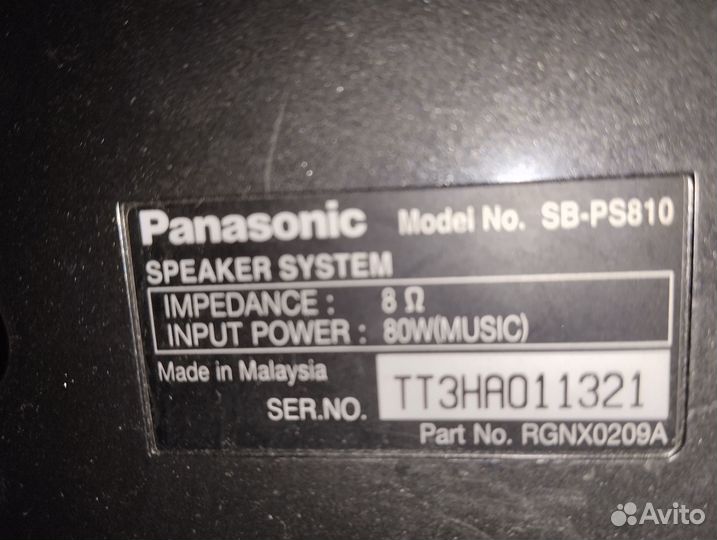 Panasonic Model No. SB-PS810
SPEAKER SYSTEM
IMPEDANCE : 8 Ω
INPUT POWER : 80W(MUSIC)
Made in Malaysia
SER.NO. TT3HA011321
Part No. RGNX0209A
Avito